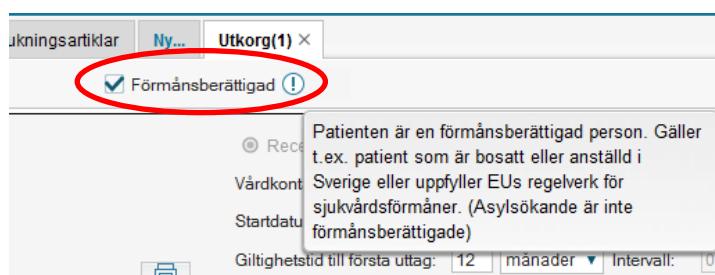 ukningsartiklar Ny... Utkorg(1) ×
Förmånsberättigad
Patienten är en förmånsberättigad person. Gäller
t.ex. patient som är bosatt eller anställd i
Sverige eller uppfyller EUs regelverk för
sjukvårdsförmåner. (Asylsökande är inte
förmånsberättigade)
Rece
Vårdkont
Startdatu
Giltighetstid till första uttag: 12 månader Intervall: 0